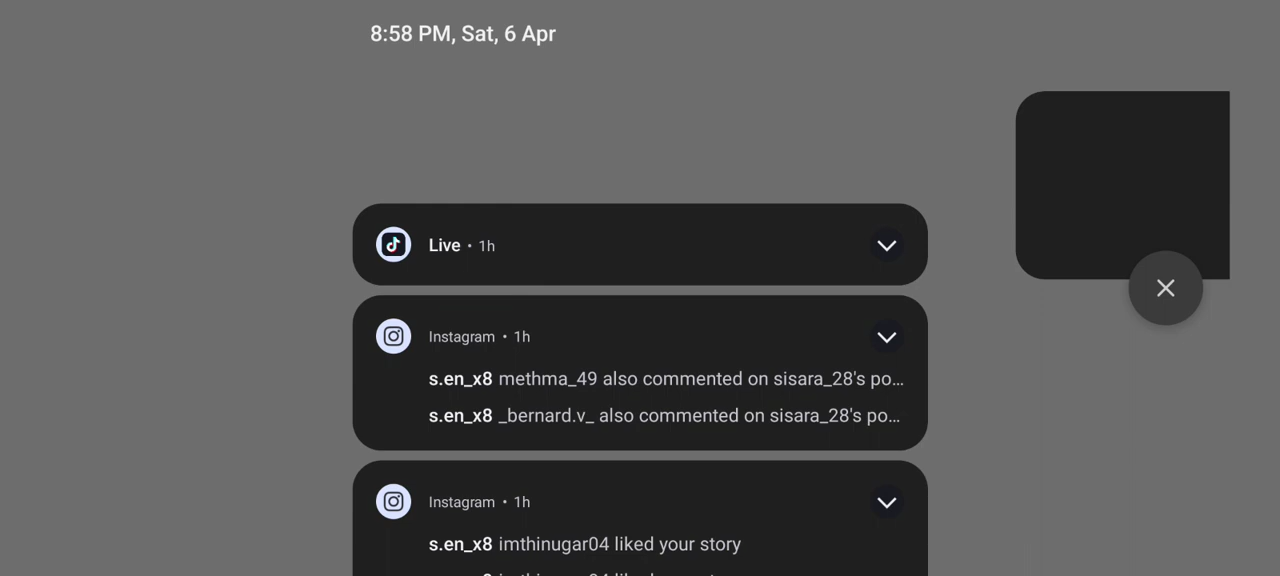 8:58 PM, Sat, 6 Apr
Live • 1h
Instagram • 1h
s.en_x8 methma_49 also commented on sisara_28's po...
s.en_x8 _bernard.v_ also commented on sisara_28's po...
Instagram • 1h
s.en_x8 imthinugar04 liked your story